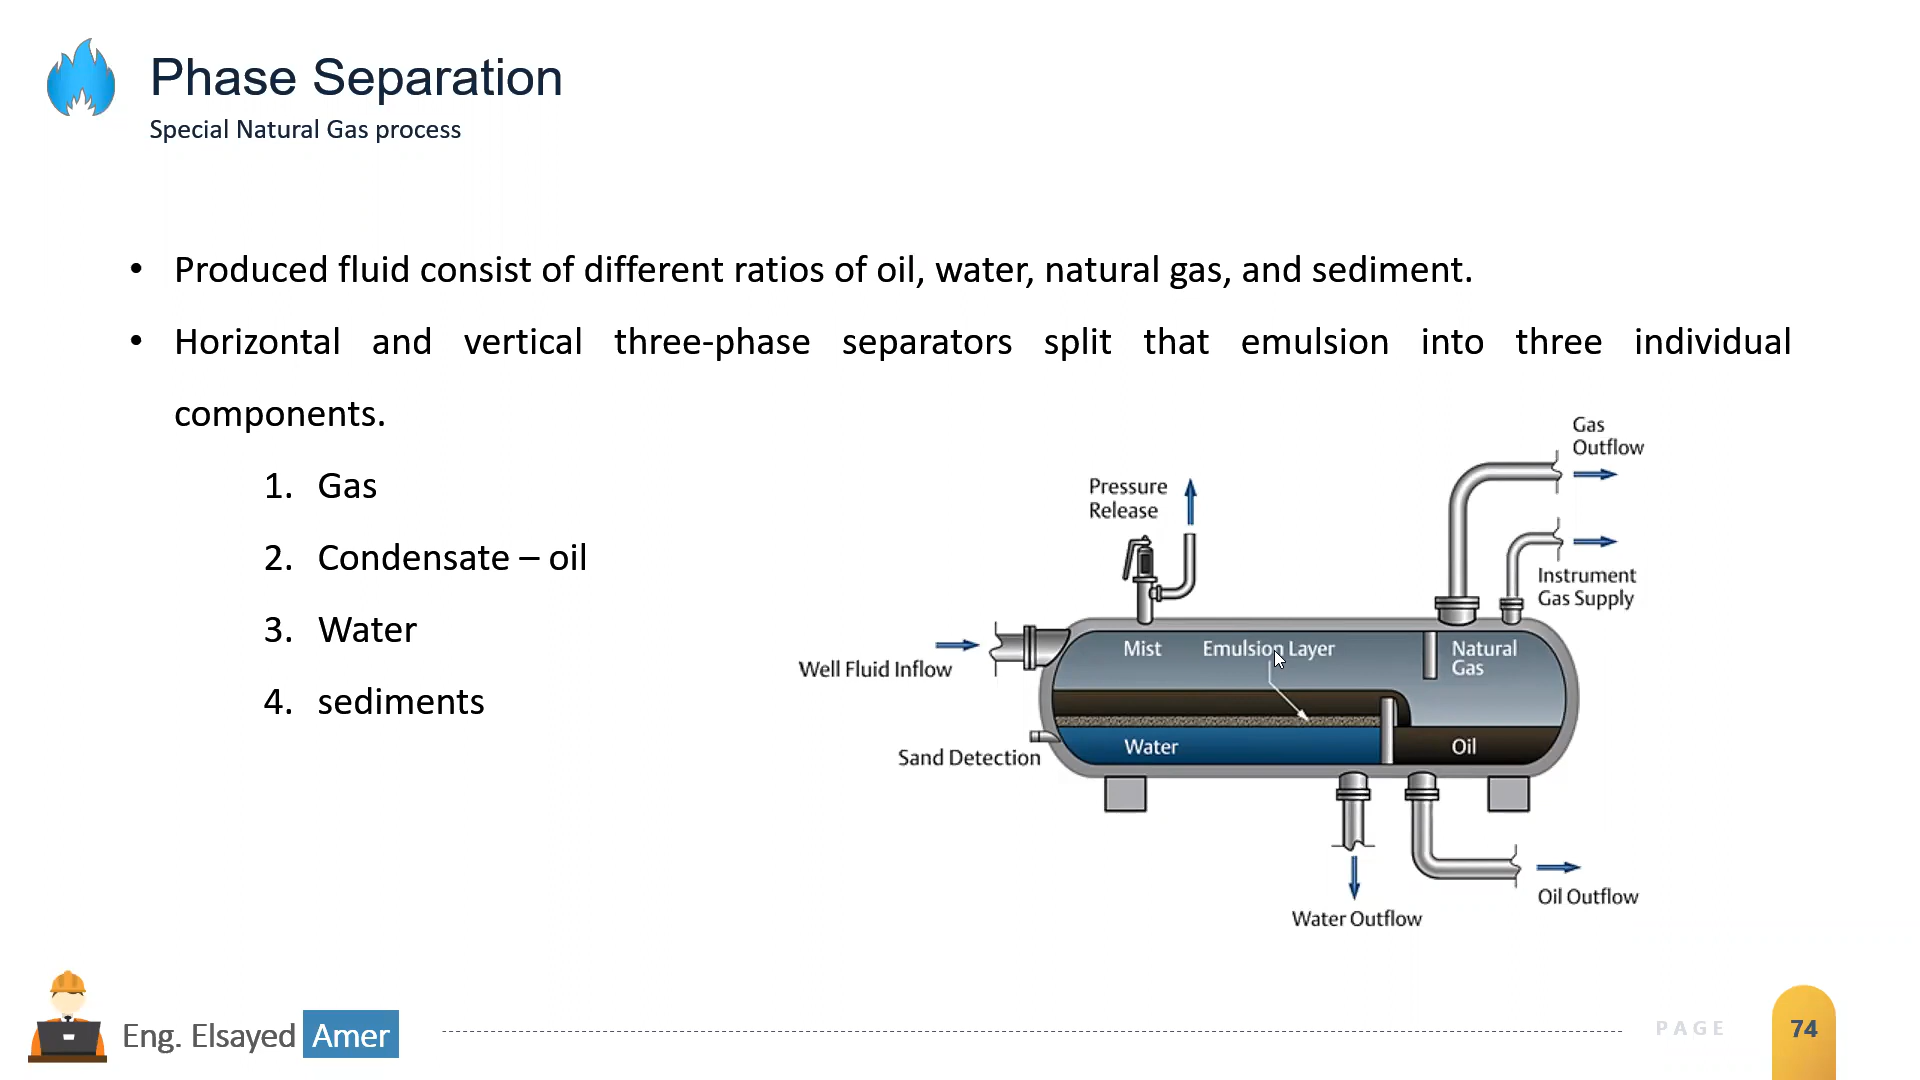 Phase Separation
Special Natural Gas process
• Produced fluid consist of different ratios of oil, water, natural gas, and sediment.
• Horizontal and vertical three-phase separators split that emulsion into three individual
components.
1. Gas
2. Condensate – oil
3. Water
4. sediments
Gas
Outflow
Pressure
Release
Instrument
Gas Supply
Well Fluid Inflow
Mist
Emulsion Layer
Natural
Gas
Sand Detection
Water
Oil
Oil Outflow
Water Outflow
Eng. Elsayed Amer
PAGE
74